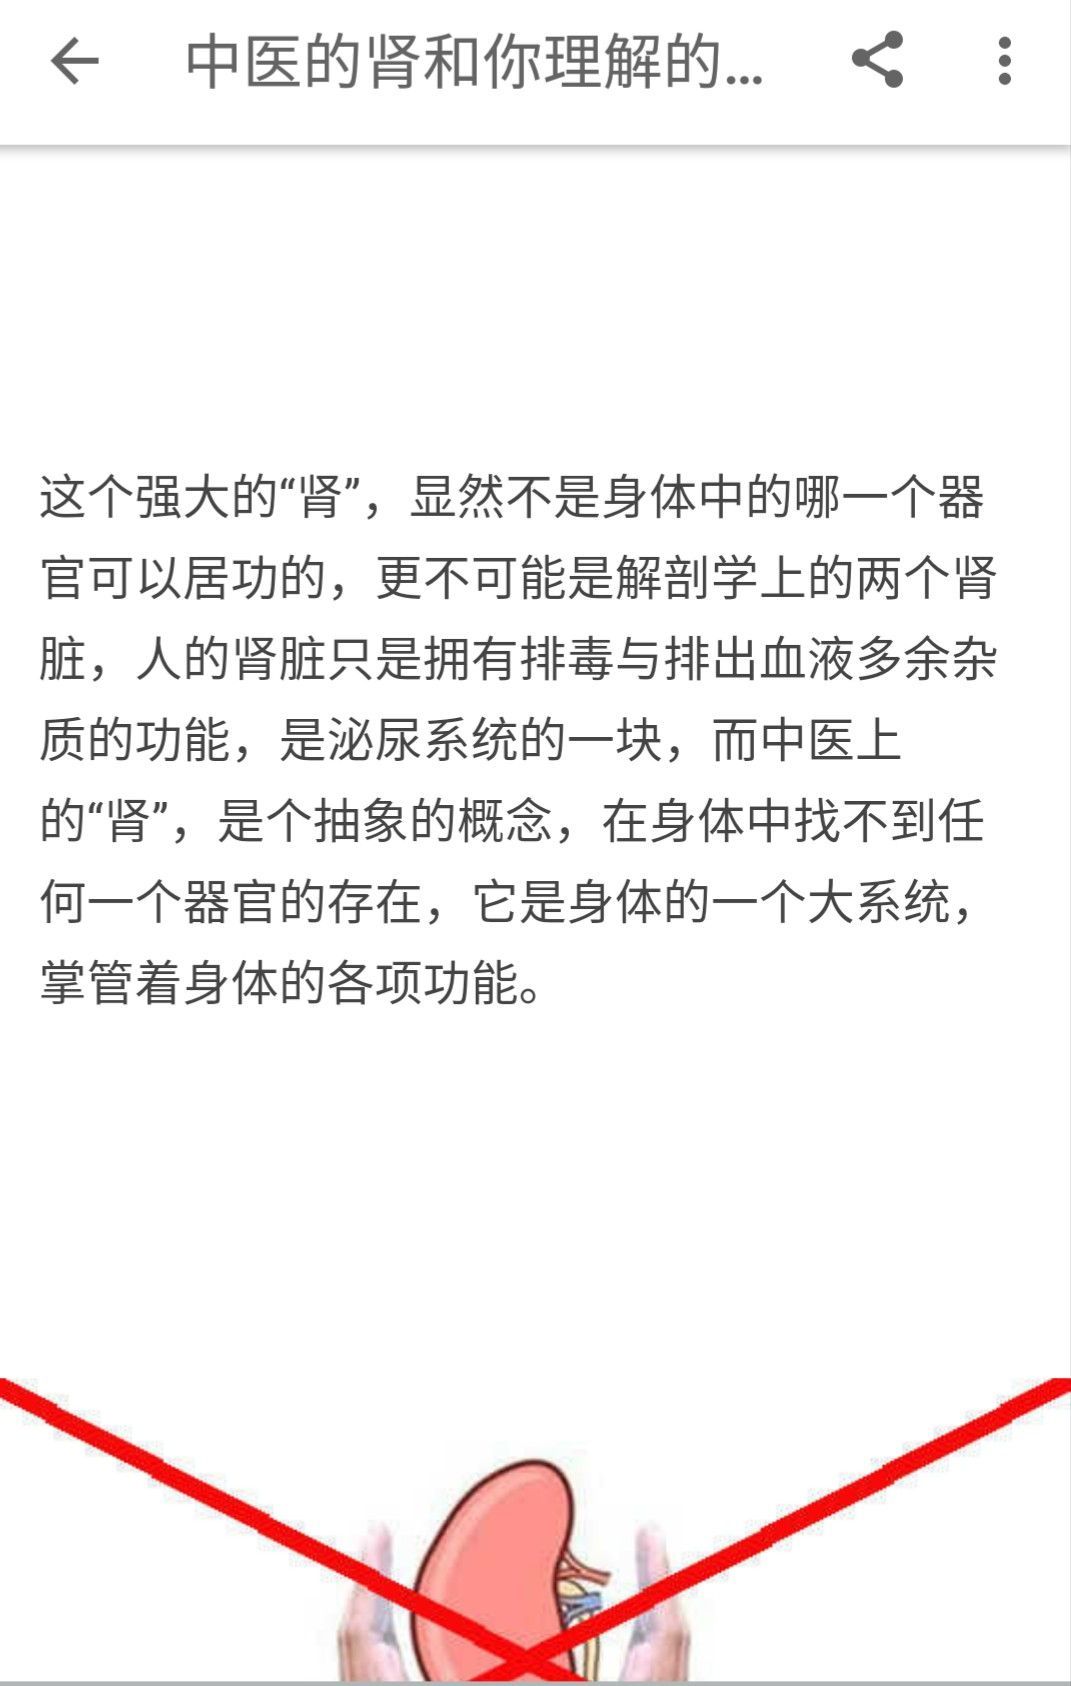 中医的肾和你理解的...
这个强大的“肾”，显然不是身体中的哪一个器
官可以居功的，更不可能是解剖学上的两个肾
脏，人的肾脏只是拥有排毒与排出血液多余杂
质的功能，是泌尿系统的一块，而中医上
的“肾”，是个抽象的概念，在身体中找不到任
何一个器官的存在，它是身体的一个大系统，
掌管着身体的各项功能。